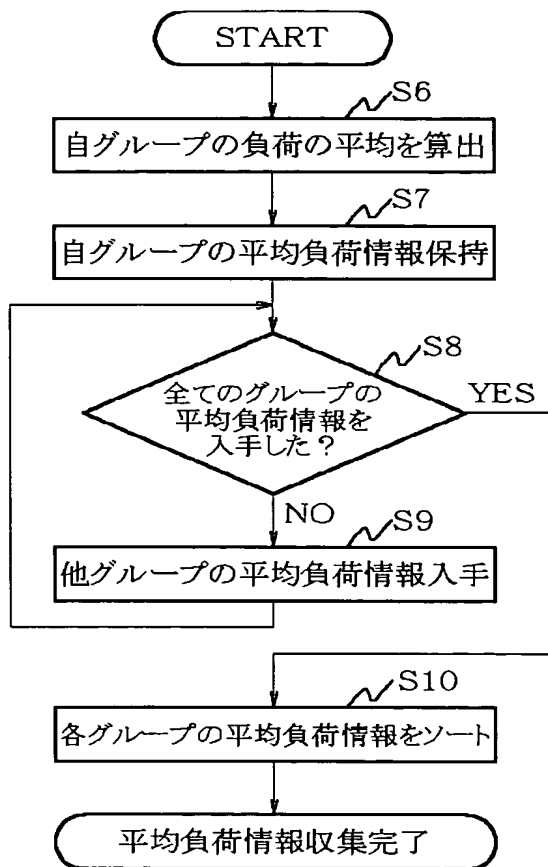 START
S6
自グループの負荷の平均を算出
S7
自グループの平均負荷情報保持
S8
全てのグループの
平均負荷情報を
入手した？
YES
NO
S9
他グループの平均負荷情報入手
S10
各グループの平均負荷情報をソート
平均負荷情報収集完了